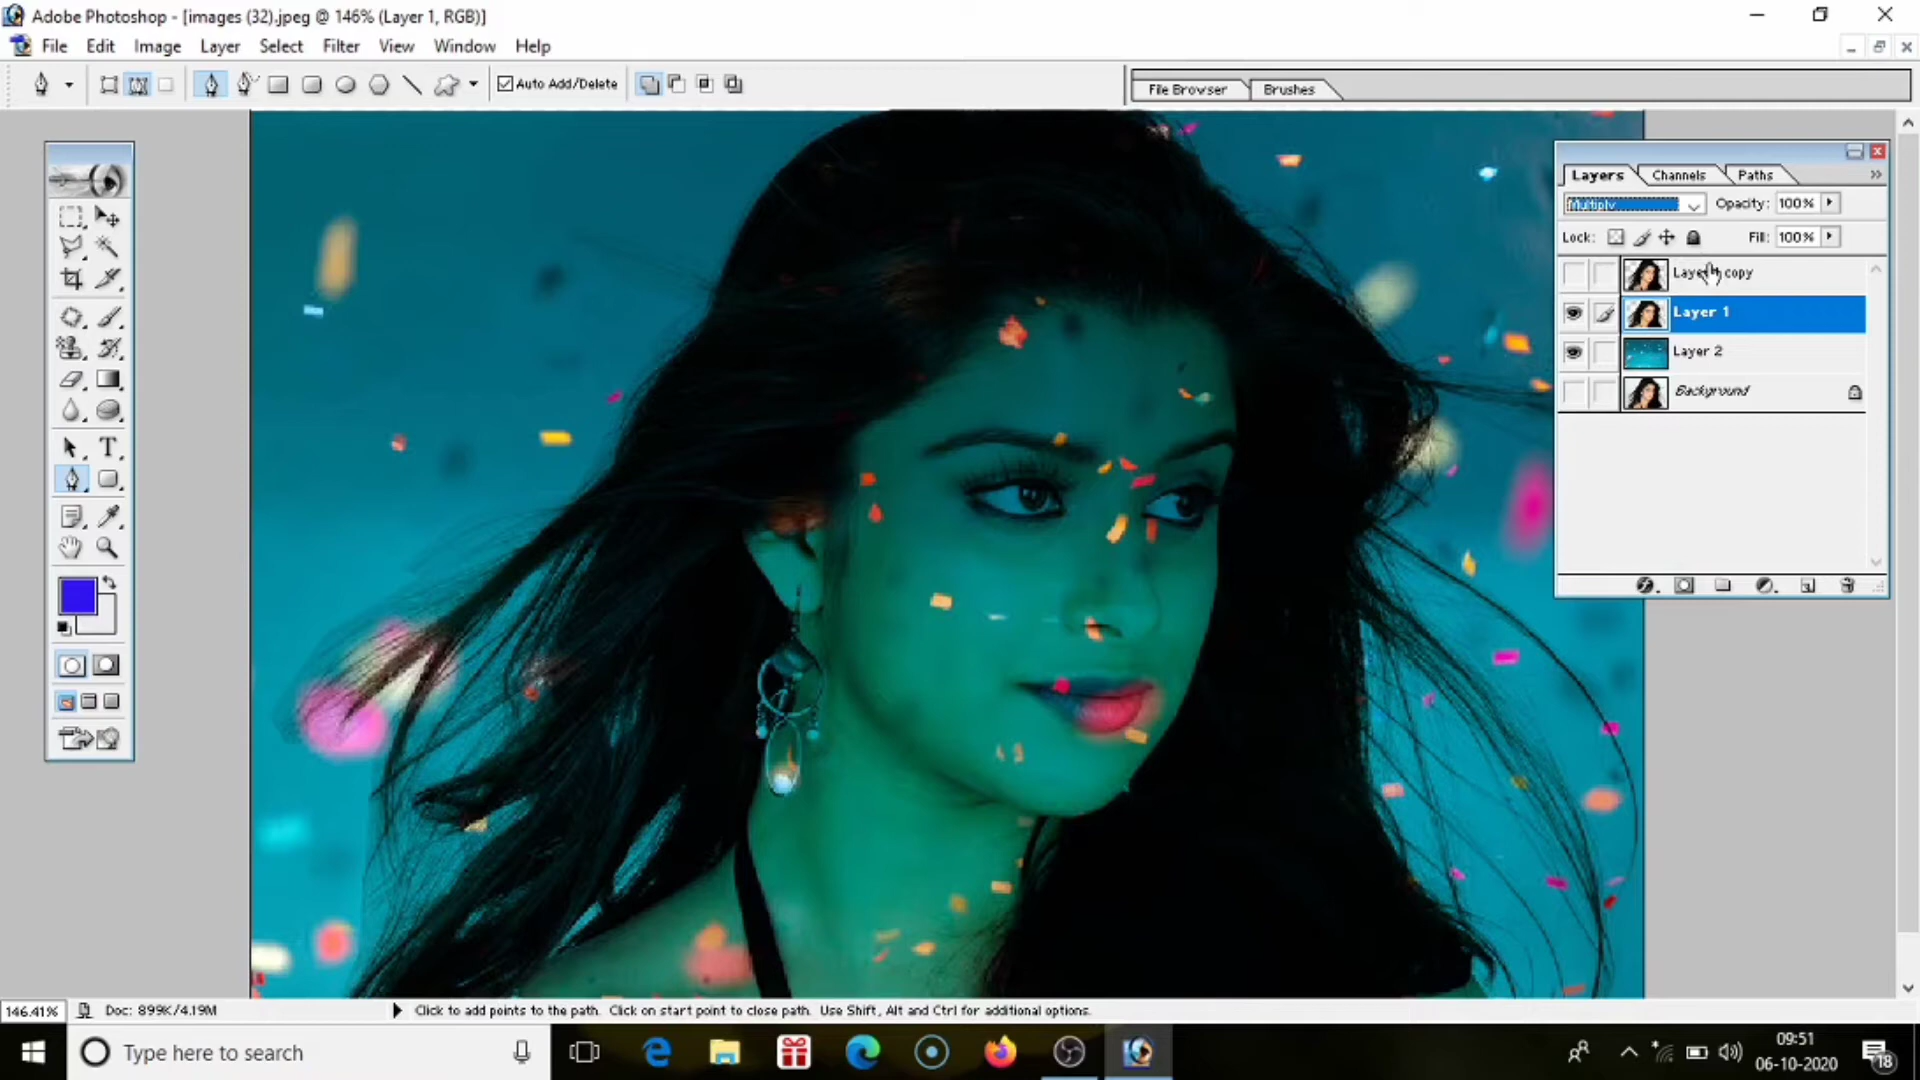 Adobe Photoshop - [images (32).jpeg @ 146% (Layer 1, RGB)]
File Edit Image Layer Select Filter View Window Help
Auto Add/Delete
File Browser Brushes
Layers Channels Paths
Multiply Opacity: 100%
Lock: Fill: 100%
Layer 1 copy
Layer 1
Layer 2
Background
T
146.41% Doc: 899K/4.19M Click to add points to the path. Click on start point to close path. Use Shift, Alt and Ctrl for additional options.
Type here to search
09:51
06-10-2020
18